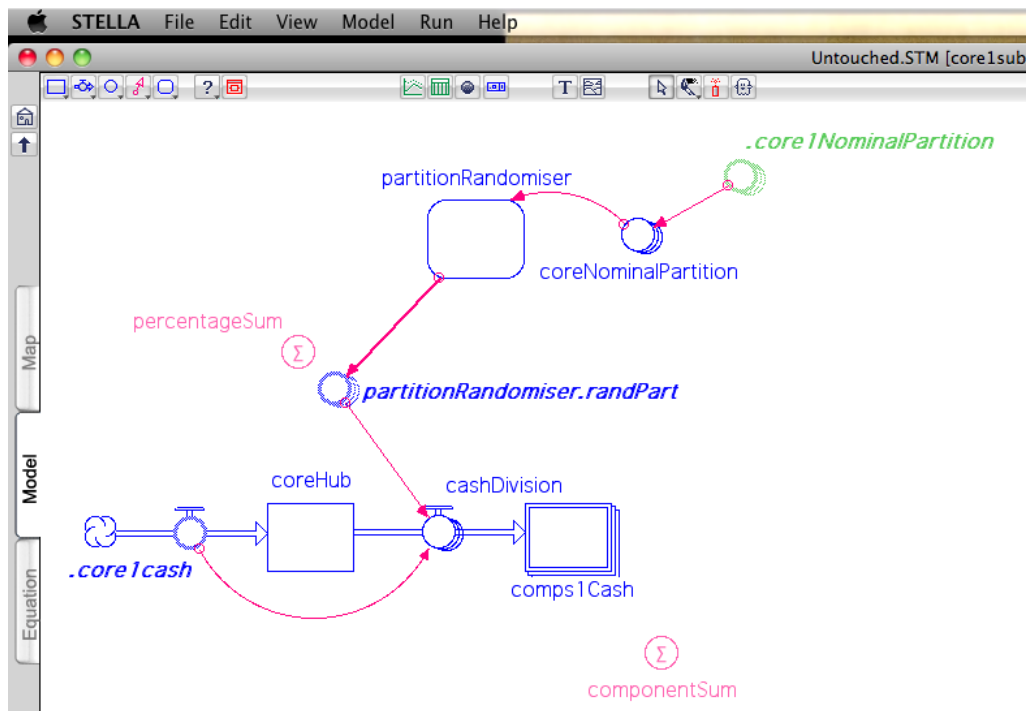 STELLA File Edit View Model Run Help
Untouched.STM [core1sub
? T
.core1NominalPartition
partitionRandomiser
coreNominalPartition
percentageSum
Σ
partitionRandomiser.randPart
coreHub
cashDivision
.core1cash
comps1Cash
Σ
componentSum
Map
Model
Equation